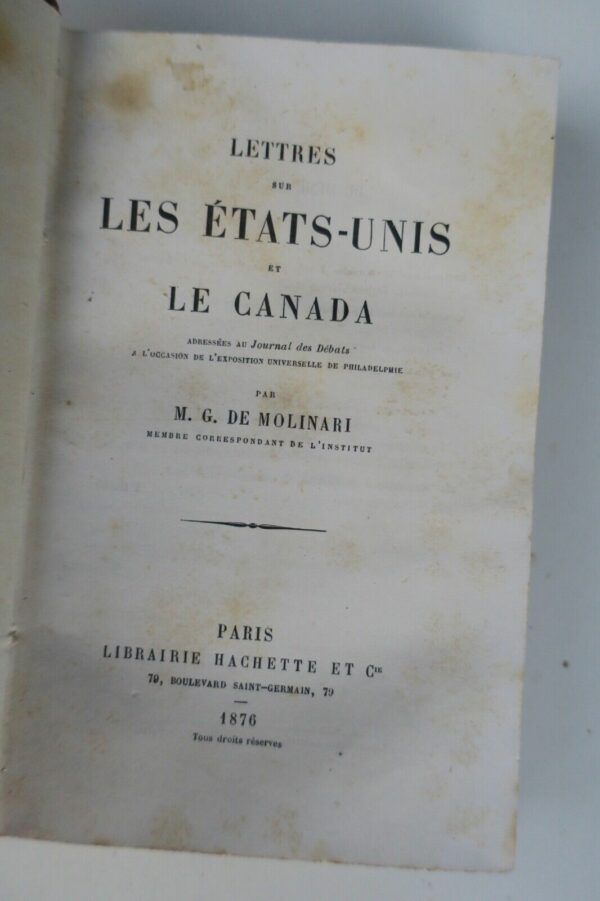 LETTRES
SUR
LES ÉTATS-UNIS
ET
LE CANADA
ADRESSÉES AU Journal des Débats
A L'OCCASION DE L'EXPOSITION UNIVERSELLE DE PHILADELPHIE
PAR
M. G. DE MOLINARI
MEMBRE CORRESPONDANT DE L'INSTITUT
PARIS
LIBRAIRIE HACHETTE ET Cie
79, BOULEVARD SAINT-GERMAIN, 79
1876
Tous droits réservés